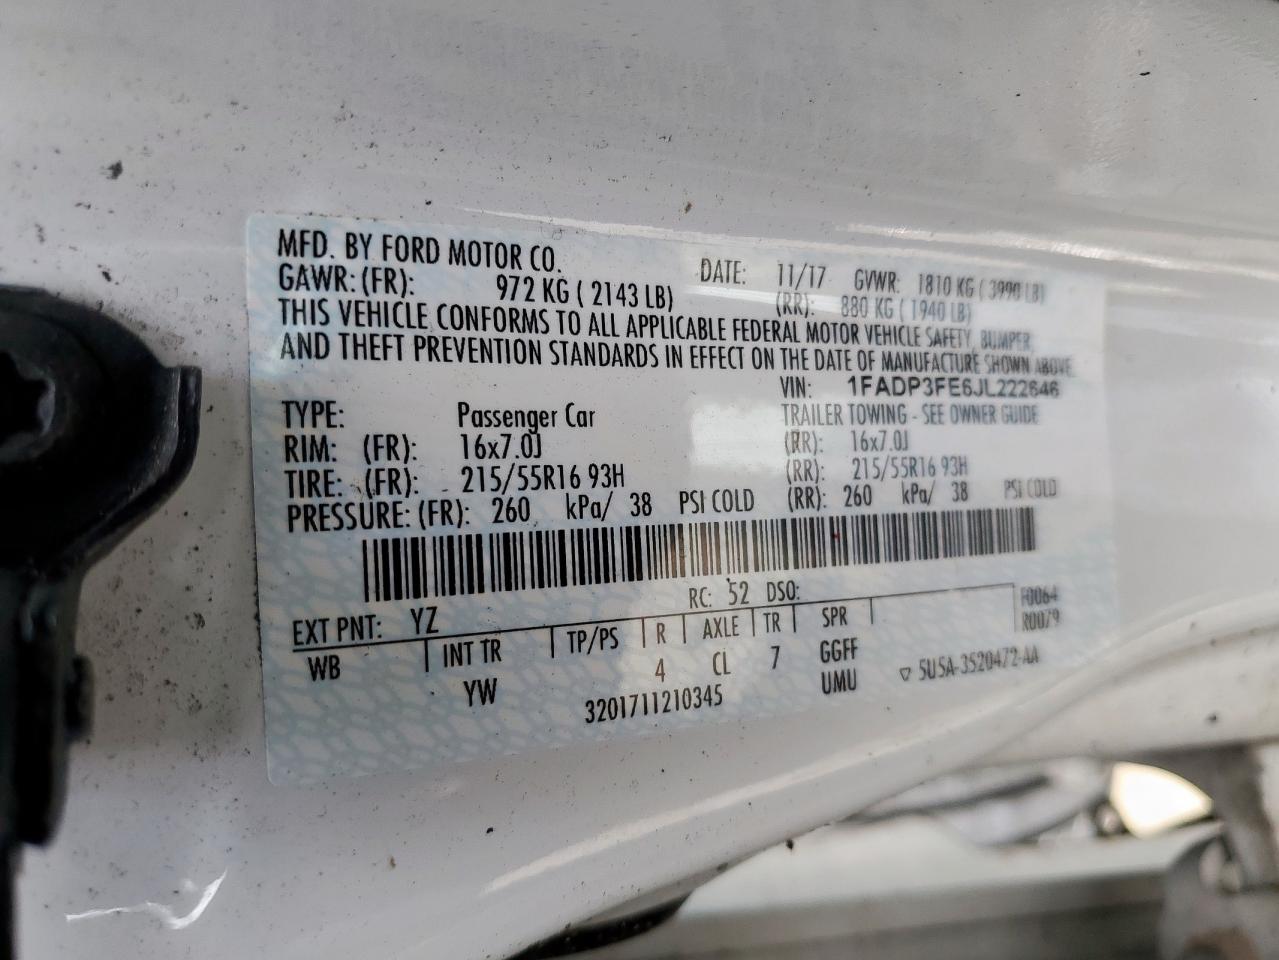 MFD. BY FORD MOTOR CO.
DATE: 11/17 GVWR: 1810 KG ( 3990 LB)
GAWR: (FR): 972 KG ( 2143 LB) (RR): 880 KG ( 1940 LB)
THIS VEHICLE CONFORMS TO ALL APPLICABLE FEDERAL MOTOR VEHICLE SAFETY, BUMPER,
AND THEFT PREVENTION STANDARDS IN EFFECT ON THE DATE OF MANUFACTURE SHOWN ABOVE
VIN: 1FADP3FE6JL222646
TYPE: Passenger Car TRAILER TOWING - SEE OWNER GUIDE
RIM: (FR): 16x7.0J (RR): 16x7.0J
TIRE: (FR): 215/55R16 93H (RR): 215/55R16 93H
PRESSURE: (FR): 260 kPa/ 38 PSI COLD (RR): 260 kPa/ 38 PSI COLD
EXT PNT: YZ RC: 52 DSO:
F0064
R0079
WB INT TR TP/PS R AXLE TR SPR
YW 4 CL 7 GGFF
UMU
3201711210345
▽ 5U5A-3520472-AA